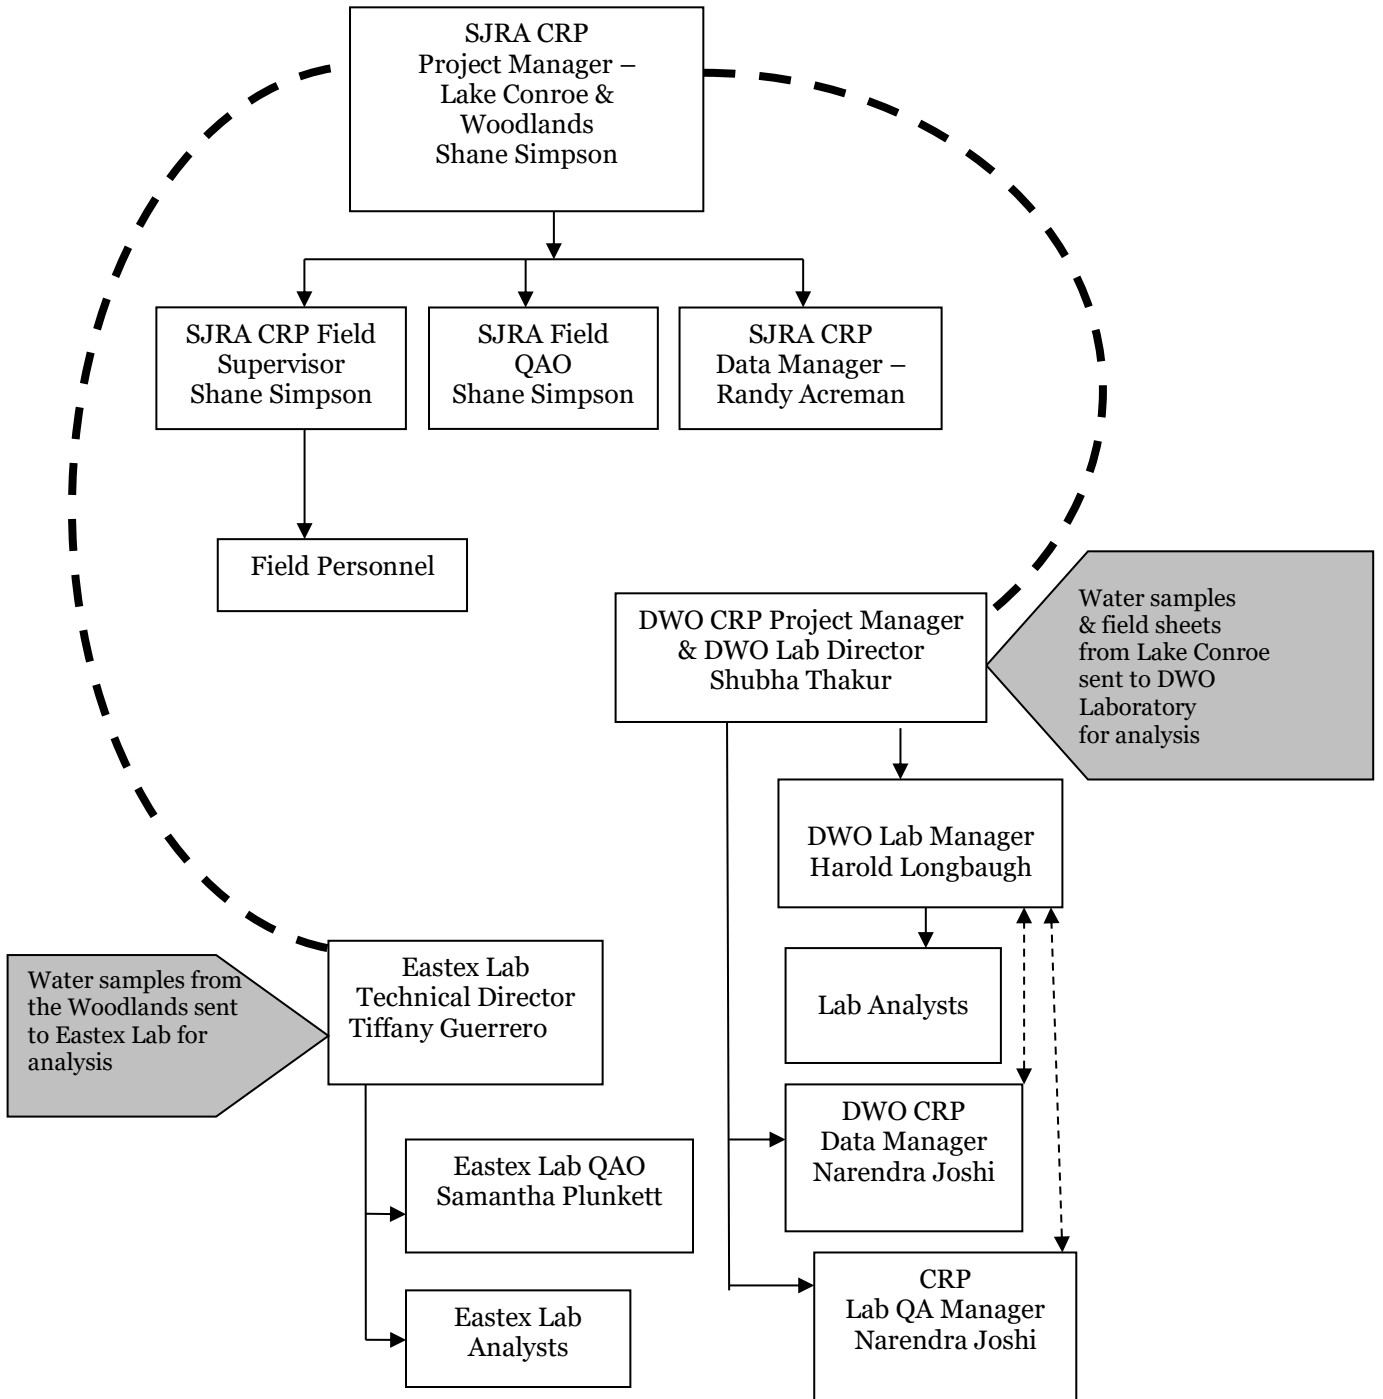 SJRA CRP
Project Manager –
Lake Conroe &
Woodlands
Shane Simpson
SJRA CRP Field
Supervisor
Shane Simpson
SJRA Field
QAO
Shane Simpson
SJRA CRP
Data Manager –
Randy Acreman
Field Personnel
DWO CRP Project Manager
& DWO Lab Director
Shubha Thakur
Water samples
& field sheets
from Lake Conroe
sent to DWO
Laboratory
for analysis
DWO Lab Manager
Harold Longbaugh
Water samples from
the Woodlands sent
to Eastex Lab for
analysis
Eastex Lab
Technical Director
Tiffany Guerrero
Lab Analysts
DWO CRP
Data Manager
Narendra Joshi
Eastex Lab QAO
Samantha Plunkett
CRP
Lab QA Manager
Narendra Joshi
Eastex Lab
Analysts